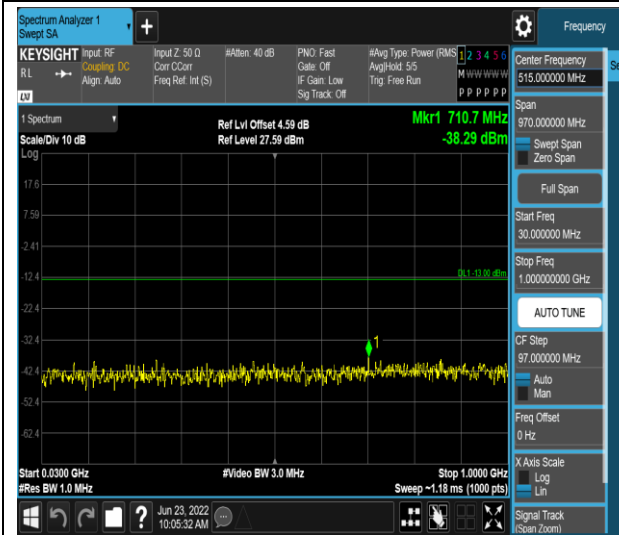 Spectrum Analyzer 1
Swept SA
+
Frequency
KEYSIGHT
RL
LXI
Input: RF
Coupling: DC
Align: Auto
Input Z: 50 Ω
Corr CCorr
Freq Ref: Int (S)
#Atten: 40 dB
PNO: Fast
Gate: Off
IF Gain: Low
Sig Track: Off
#Avg Type: Power (RMS
Avg|Hold: 5/5
Trig: Free Run
1 2 3 4 5 6
M W W W W W
P P P P P P
1 Spectrum
Scale/Div 10 dB
Log
Ref Lvl Offset 4.59 dB
Ref Level 27.59 dBm
Mkr1 710.7 MHz
-38.29 dBm
17.6
7.59
-2.41
-12.4
DL1 -13.00 dBm
-22.4
-32.4
1
-42.4
-52.4
-62.4
Start 0.0300 GHz
#Res BW 1.0 MHz
#Video BW 3.0 MHz
Stop 1.0000 GHz
Sweep ~1.18 ms (1000 pts)
?
Jun 23, 2022
10:05:32 AM
Center Frequency
515.000000 MHz
Span
970.000000 MHz
Swept Span
Zero Span
Full Span
Start Freq
30.000000 MHz
Stop Freq
1.000000000 GHz
AUTO TUNE
CF Step
97.000000 MHz
Auto
Man
Freq Offset
0 Hz
X Axis Scale
Log
Lin
Signal Track
(Span Zoom)
Se